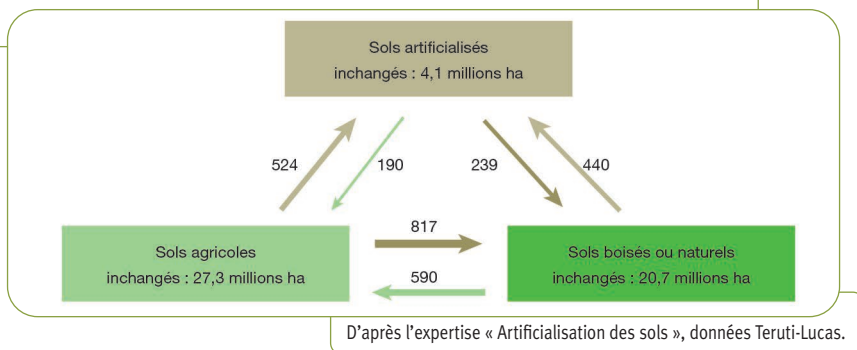 Sols artificialisés
inchangés : 4,1 millions ha
524
190
239
440
817
Sols agricoles
inchangés : 27,3 millions ha
Sols boisés ou naturels
inchangés : 20,7 millions ha
590
D'après l'expertise « Artificialisation des sols », données Teruti-Lucas.